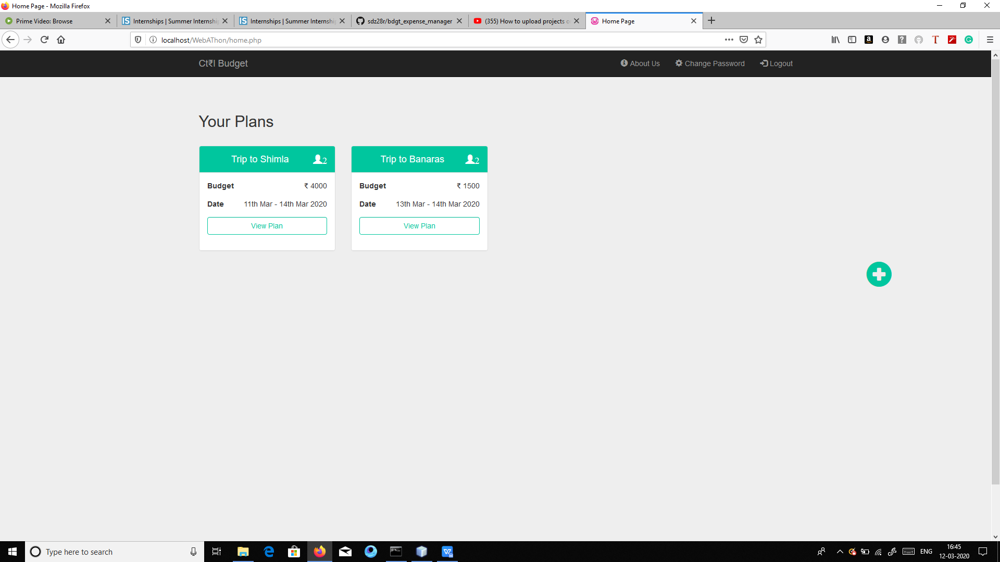 Home Page - Mozilla Firefox
Prime Video: Browse
Internships | Summer Internshi
Internships | Summer Internshi
sdz28r/bdgt_expense_manager
(355) How to upload projects o
Home Page
localhost/WebAThon/home.php
Ct₹l Budget
About Us
Change Password
Logout
Your Plans
Trip to Shimla 2
Budget ₹ 4000
Date 11th Mar - 14th Mar 2020
View Plan
Trip to Banaras 2
Budget ₹ 1500
Date 13th Mar - 14th Mar 2020
View Plan
Type here to search
ENG
16:45
12-03-2020